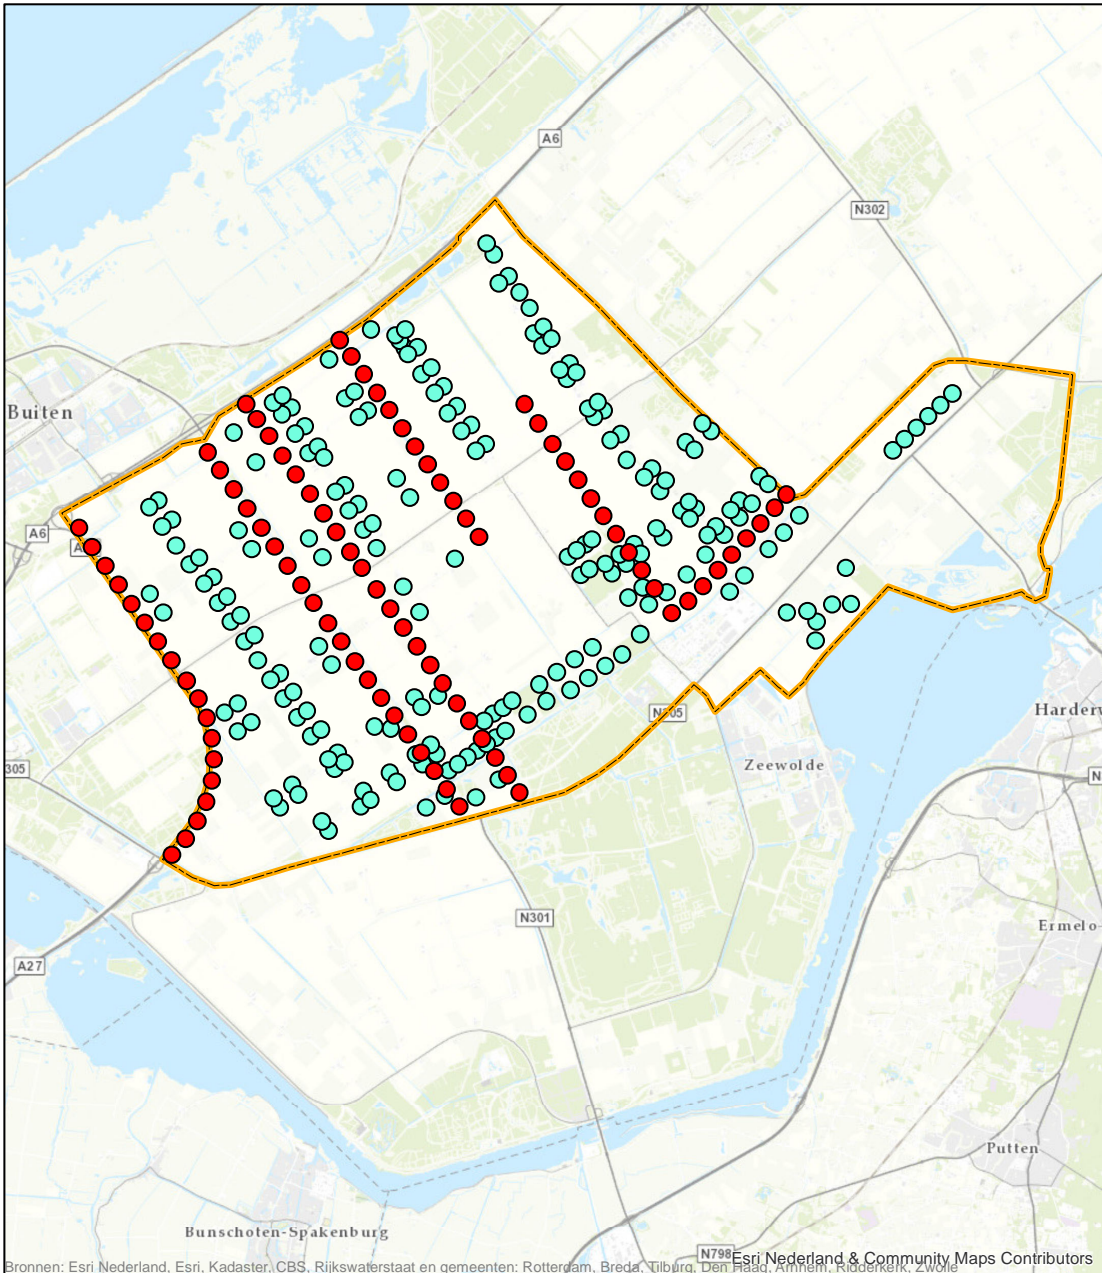 A6
N302
Buiten
A6
N305
Harderw
305
Zeewolde
N
N301
Ermelo
A27
Putten
Bunschoten-Spakenburg
N798
Esri Nederland & Community Maps Contributors
Bronnen: Esri Nederland, Esri, Kadaster, CBS, Rijkswaterstaat en gemeenten: Rotterdam, Breda, Tilburg, Den Haag, Arnhem, Ridderkerk, Zwolle